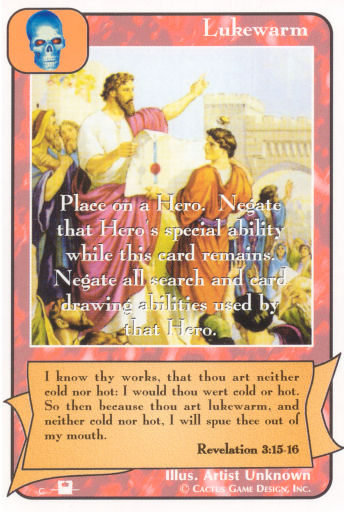 Lukewarm
Place on a Hero. Negate
that Hero's special ability
while this card remains.
Negate all search and card
drawing abilities used by
that Hero.
I know thy works, that thou art neither
cold nor hot: I would thou wert cold or hot.
So then because thou art lukewarm, and
neither cold nor hot, I will spue thee out of
my mouth.
Revelation 3:15-16
Illus. Artist Unknown
C
© Cactus Game Design, Inc.